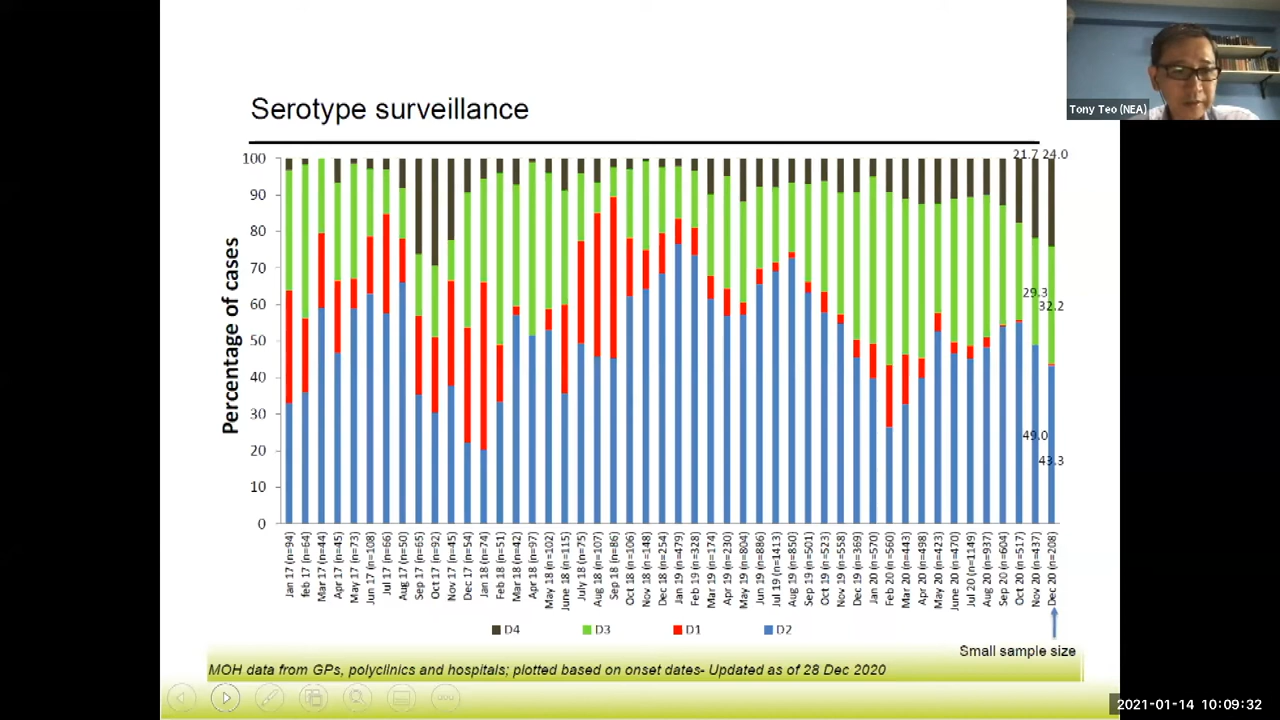 Tony Teo (NEA)
Serotype surveillance
Percentage of cases
100
90
80
70
60
50
40
30
20
10
0
21.7 24.0
29.3
32.2
49.0
43.3
Jan 17 (n=94)
feb 17 (n=64)
Mar 17 (n=44)
Apr 17 (n=45)
May 17 (n=73)
Jun 17 (n=108)
Jul 17 (n=66)
Aug 17 (n=50)
Sep 17 (n=65)
Oct 17 (n=92)
Nov 17 (n=45)
Dec 17 (n=54)
Jan 18 (n=74)
Feb 18 (n=51)
Mar 18 (n=42)
Apr 18 (n=97)
May 18 (n=102)
June 18 (n=115)
July 18 (n=75)
Aug 18 (n=107)
Sep 18 (n=86)
Oct 18 (n=106)
Nov 18 (n=148)
Dec 18 (n=254)
Jan 19 (n=479)
Feb 19 (n=328)
Mar 19 (n=174)
Apr 19 (n=230)
May 19 (n=804)
Jun 19 (n=886)
Jul 19 (n=1413)
Aug 19 (n=850)
Sep 19 (n=501)
Oct 19 (n=523)
Nov 19 (n=558)
Dec 19 (n=369)
Jan 20 (n=570)
Feb 20 (n=560)
Mar 20 (n=443)
Apr 20 (n=498)
May 20 (n=423)
June 20 (n=470)
Jul 20 (n=1149)
Aug 20 (n=937)
Sep 20 (n=604)
Oct 20 (n=517)
Nov 20 (n=437)
Dec 20 (n=208)
D4 D3 D1 D2
Small sample size
MOH data from GPs, polyclinics and hospitals; plotted based on onset dates- Updated as of 28 Dec 2020
2021-01-14 10:09:32